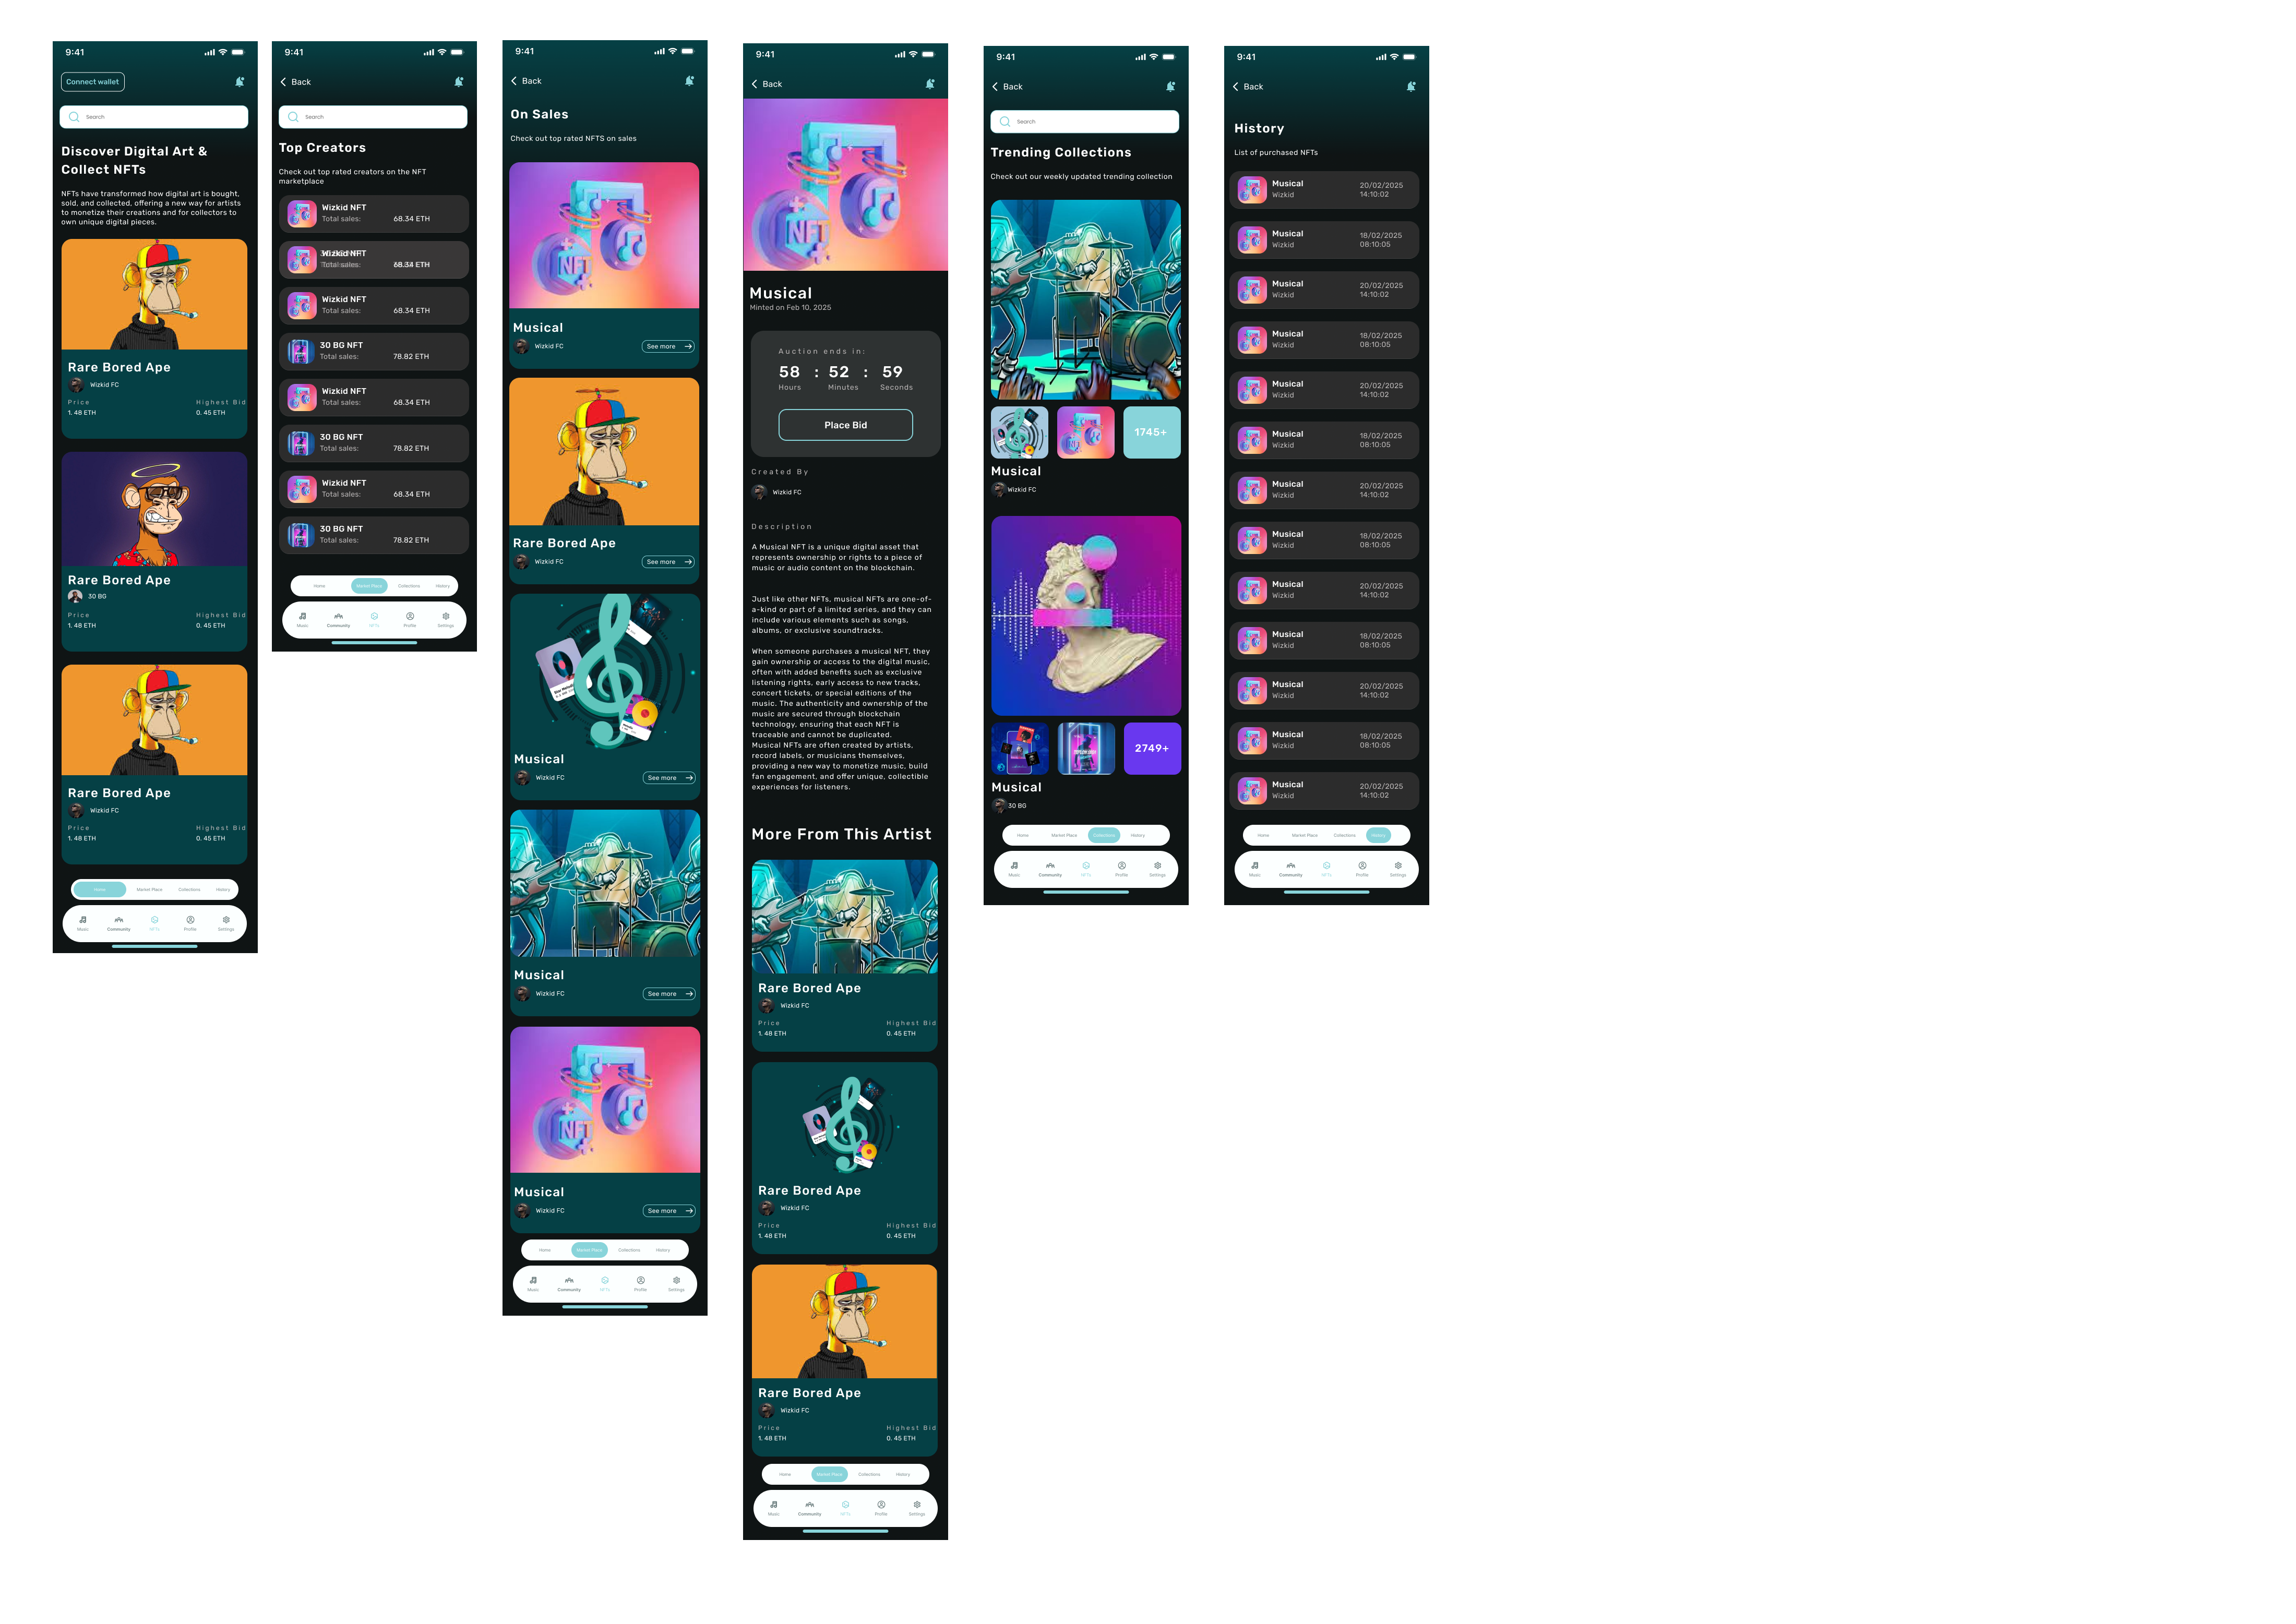 9:41
Connect wallet
Search
Discover Digital Art &
Collect NFTs
NFTs have transformed how digital art is bought,
sold, and collected, offering a new way for artists
to monetize their creations and for collectors to
own unique digital pieces.
Rare Bored Ape
Wizkid FC
Price Highest Bid
1. 48 ETH 0. 45 ETH
Rare Bored Ape
30 BG
Price Highest Bid
1. 48 ETH 0. 45 ETH
Rare Bored Ape
Wizkid FC
Price Highest Bid
1. 48 ETH 0. 45 ETH
Home Market Place Collections History
Music Community NFTs Profile Settings
9:41
Back
Search
Top Creators
Check out top rated creators on the NFT
marketplace
Wizkid NFT
Total sales: 68.34 ETH
Wizkid NFT
Total sales: 68.34 ETH
Wizkid NFT
Total sales: 68.34 ETH
30 BG NFT
Total sales: 78.82 ETH
Wizkid NFT
Total sales: 68.34 ETH
30 BG NFT
Total sales: 78.82 ETH
Wizkid NFT
Total sales: 68.34 ETH
30 BG NFT
Total sales: 78.82 ETH
Home Market Place Collections History
Music Community NFTs Profile Settings
9:41
Back
On Sales
Check out top rated NFTS on sales
NFT
Musical
Wizkid FC See more
Rare Bored Ape
Wizkid FC See more
Musical
Wizkid FC See more
Musical
Wizkid FC See more
NFT
Musical
Wizkid FC See more
Home Market Place Collections History
Music Community NFTs Profile Settings
9:41
Back
NFT
Musical
Minted on Feb 10, 2025
Auction ends in:
58 : 52 : 59
Hours Minutes Seconds
Place Bid
Created By
Wizkid FC
Description
A Musical NFT is a unique digital asset that
represents ownership or rights to a piece of
music or audio content on the blockchain.
Just like other NFTs, musical NFTs are one-of-
a-kind or part of a limited series, and they can
include various elements such as songs,
albums, or exclusive soundtracks.
When someone purchases a musical NFT, they
gain ownership or access to the digital music,
often with added benefits such as exclusive
listening rights, early access to new tracks,
concert tickets, or special editions of the
music. The authenticity and ownership of the
music are secured through blockchain
technology, ensuring that each NFT is
traceable and cannot be duplicated.
Musical NFTs are often created by artists,
record labels, or musicians themselves,
providing a new way to monetize music, build
fan engagement, and offer unique, collectible
experiences for listeners.
More From This Artist
Rare Bored Ape
Wizkid FC
Price Highest Bid
1. 48 ETH 0. 45 ETH
Rare Bored Ape
Wizkid FC
Price Highest Bid
1. 48 ETH 0. 45 ETH
Rare Bored Ape
Wizkid FC
Price Highest Bid
1. 48 ETH 0. 45 ETH
Home Market Place Collections History
Music Community NFTs Profile Settings
9:41
Back
Search
Trending Collections
Check out our weekly updated trending collection
1745+
Musical
Wizkid FC
2749+
Musical
30 BG
Home Market Place Collections History
Music Community NFTs Profile Settings
9:41
Back
History
List of purchased NFTs
Musical 20/02/2025
Wizkid 14:10:02
Musical 18/02/2025
Wizkid 08:10:05
Musical 20/02/2025
Wizkid 14:10:02
Musical 18/02/2025
Wizkid 08:10:05
Musical 20/02/2025
Wizkid 14:10:02
Musical 18/02/2025
Wizkid 08:10:05
Musical 20/02/2025
Wizkid 14:10:02
Musical 18/02/2025
Wizkid 08:10:05
Musical 20/02/2025
Wizkid 14:10:02
Musical 18/02/2025
Wizkid 08:10:05
Musical 20/02/2025
Wizkid 14:10:02
Musical 18/02/2025
Wizkid 08:10:05
Musical 20/02/2025
Wizkid 14:10:02
Home Market Place Collections History
Music Community NFTs Profile Settings